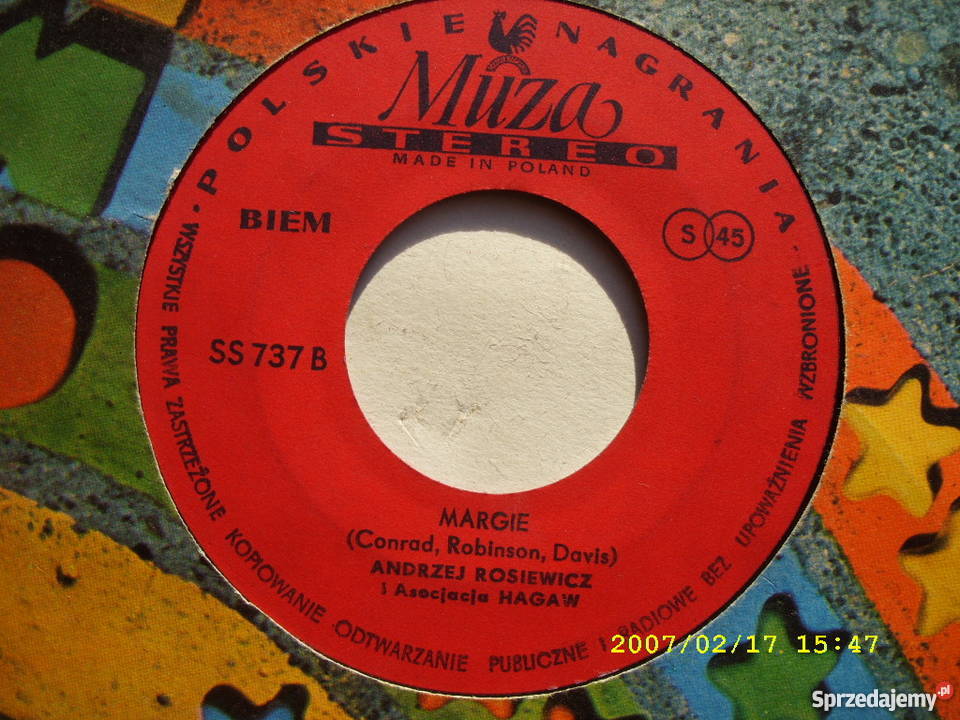 POLSKIE NAGRANIA
Muza
STEREO
MADE IN POLAND
BIEM
S 45
SS 737 B
MARGIE
(Conrad, Robinson, Davis)
ANDRZEJ ROSIEWICZ
i Asocjacja HAGAW
WSZYSTKIE PRAWA ZASTRZEŻONE KOPIOWANIE · ODTWARZANIE PUBLICZNE I RADIOWE BEZ UPOWAŻNIENIA WZBRONIONE
2007/02/17 15:47
Sprzedajemy.pl